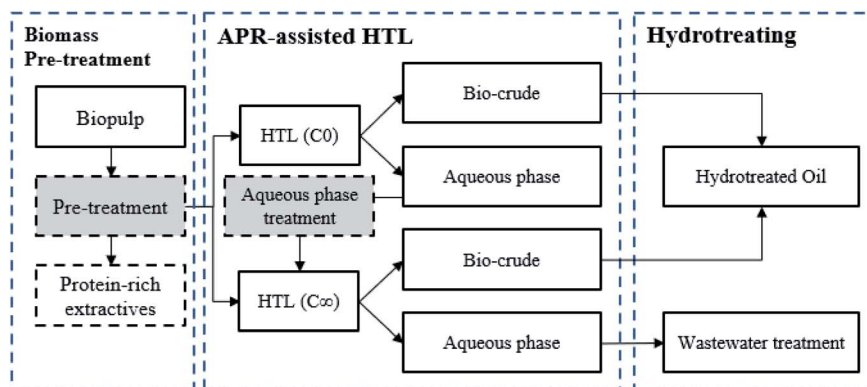 Biomass
Pre-treatment
Biopulp
Pre-treatment
Protein-rich
extractives
APR-assisted HTL
HTL (C0)
Aqueous phase
treatment
HTL (C∞)
Bio-crude
Aqueous phase
Bio-crude
Aqueous phase
Hydrotreating
Hydrotreated Oil
Wastewater treatment